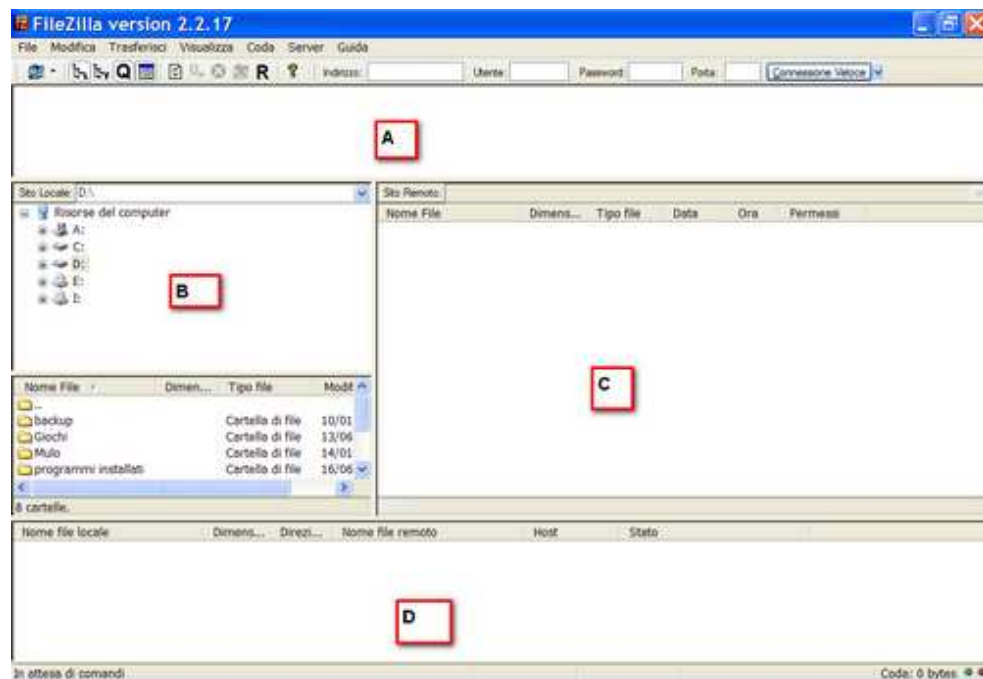 FileZilla version 2.2.17
File Modifica Trasferisci Visualizza Coda Server Guida
Q R ? Indirizzo: Utente: Password: Porta: Connessione Veloce
A
Sito Locale: D:\
Sito Remoto:
Risorse del computer
A:
C:
D:
E:
I:
B
Nome File Dimens... Tipo file Data Ora Permessi
C
Nome File Dimen... Tipo file Modif
..
backup Cartella di file 10/01
Giochi Cartella di file 13/06
Mulo Cartella di file 14/01
programmi installati Cartella di file 16/06
8 cartelle.
Nome file locale Dimens... Direzi... Nome file remoto Host Stato
D
In attesa di comandi Coda: 0 bytes